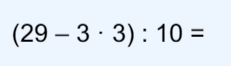 (29 – 3 · 3) : 10 =